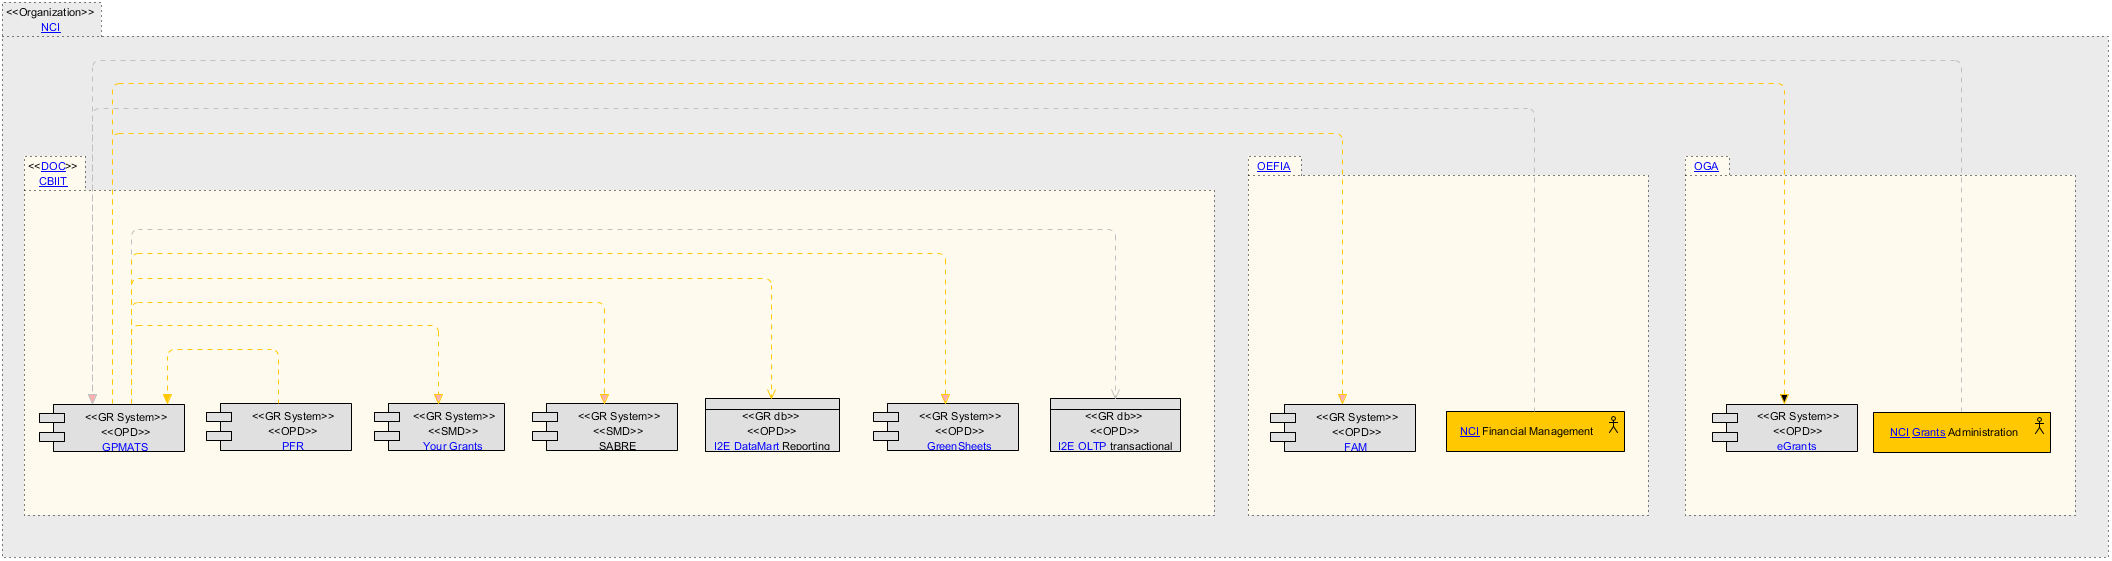 <<Organization>>
NCI
<<DOC>>
CBIIT
OEFIA
OGA
<<GR System>>
<<OPD>>
GPMATS
<<GR System>>
<<OPD>>
PFR
<<GR System>>
<<SMD>>
Your Grants
<<GR System>>
<<SMD>>
SABRE
<<GR db>>
<<OPD>>
I2E DataMart Reporting
<<GR System>>
<<OPD>>
GreenSheets
<<GR db>>
<<OPD>>
I2E OLTP transactional
<<GR System>>
<<OPD>>
FAM
NCI Financial Management
<<GR System>>
<<OPD>>
eGrants
NCI Grants Administration